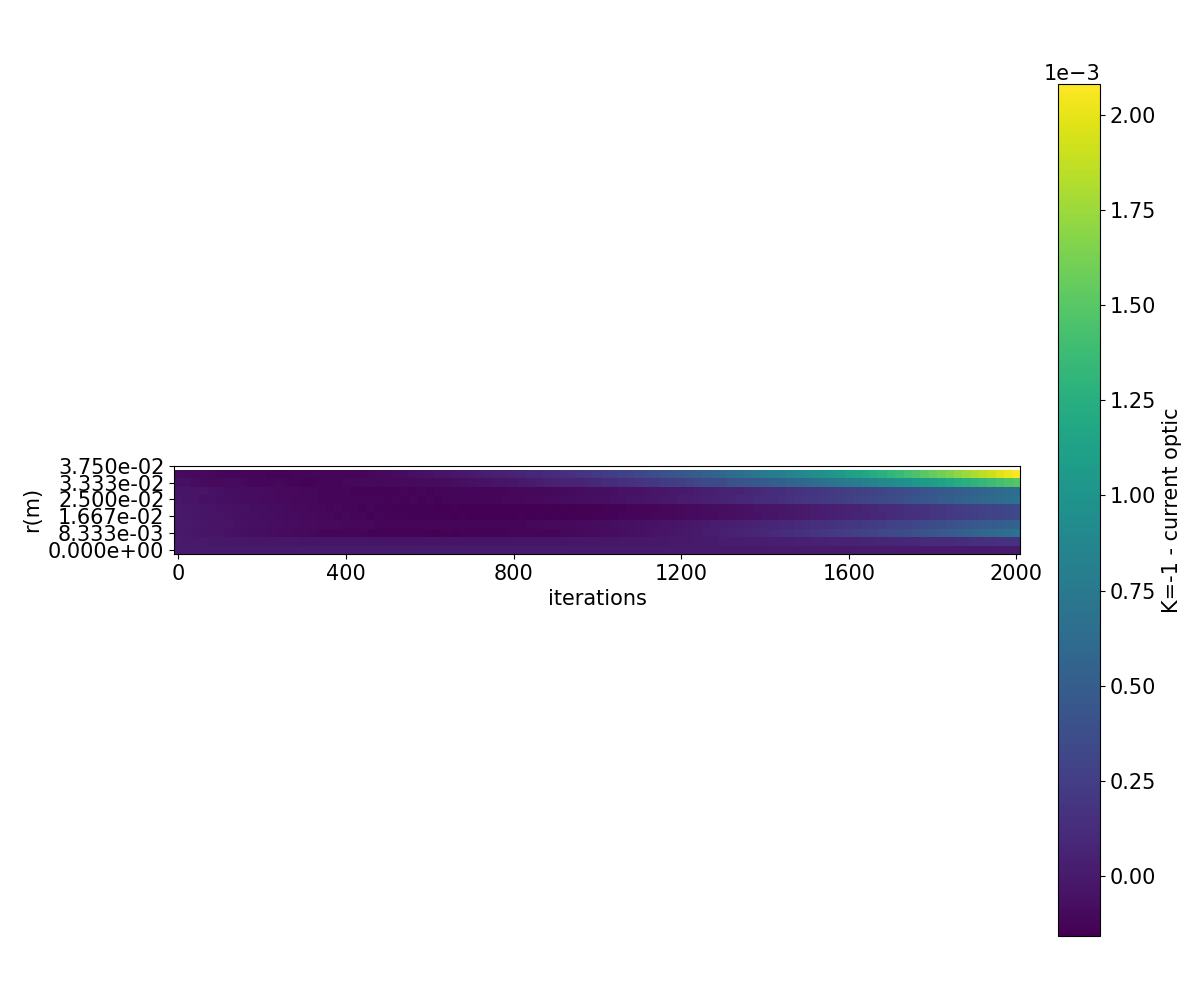 1e−3
2.00
1.75
1.50
1.25
1.00
0.75
0.50
0.25
0.00
K=-1 - current optic
3.750e-02
3.333e-02
2.500e-02
1.667e-02
8.333e-03
0.000e+00
r(m)
0 400 800 1200 1600 2000
iterations